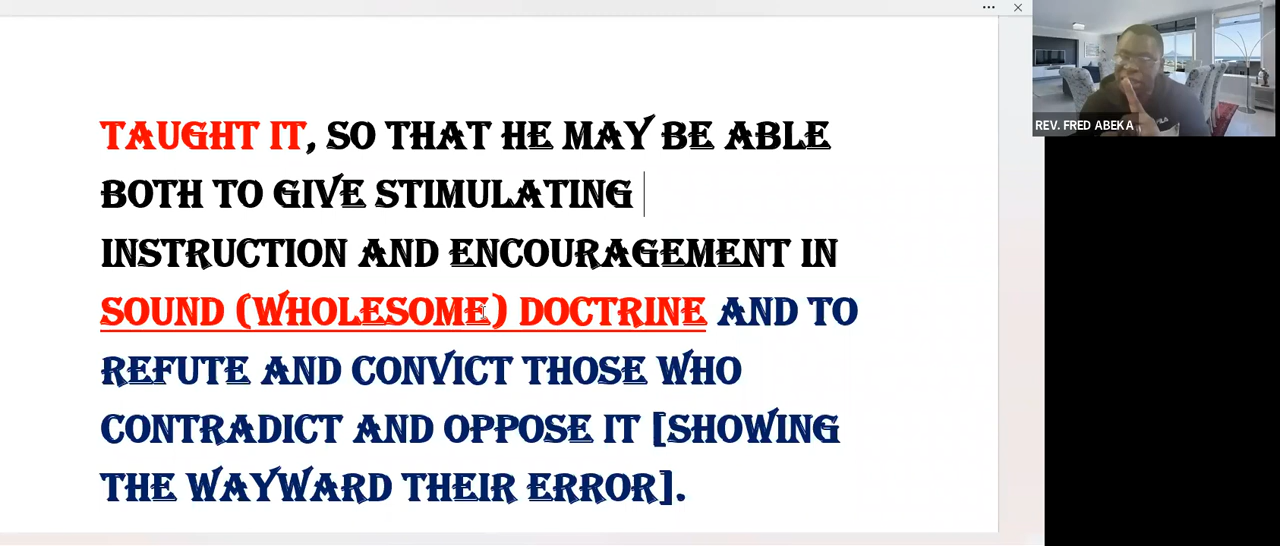 TAUGHT IT, SO THAT HE MAY BE ABLE
BOTH TO GIVE STIMULATING
INSTRUCTION AND ENCOURAGEMENT IN
SOUND (WHOLESOME) DOCTRINE AND TO
REFUTE AND CONVICT THOSE WHO
CONTRADICT AND OPPOSE IT [SHOWING
THE WAYWARD THEIR ERROR].
REV. FRED ABEKA
FILA